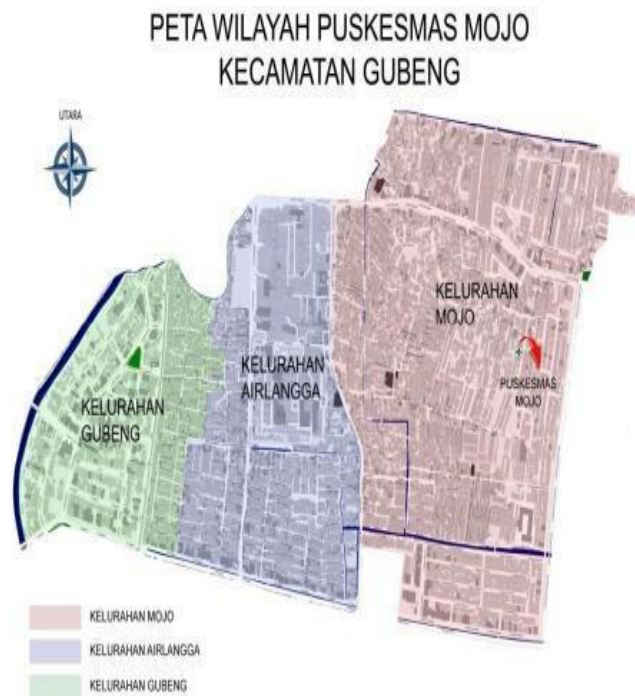 PETA WILAYAH PUSKESMAS MOJO
KECAMATAN GUBENG
UTARA
KELURAHAN
MOJO
PUSKESMAS
MOJO
KELURAHAN
AIRLANGGA
KELURAHAN
GUBENG
KELURAHAN MOJO
KELURAHAN AIRLANGGA
KELURAHAN GUBENG